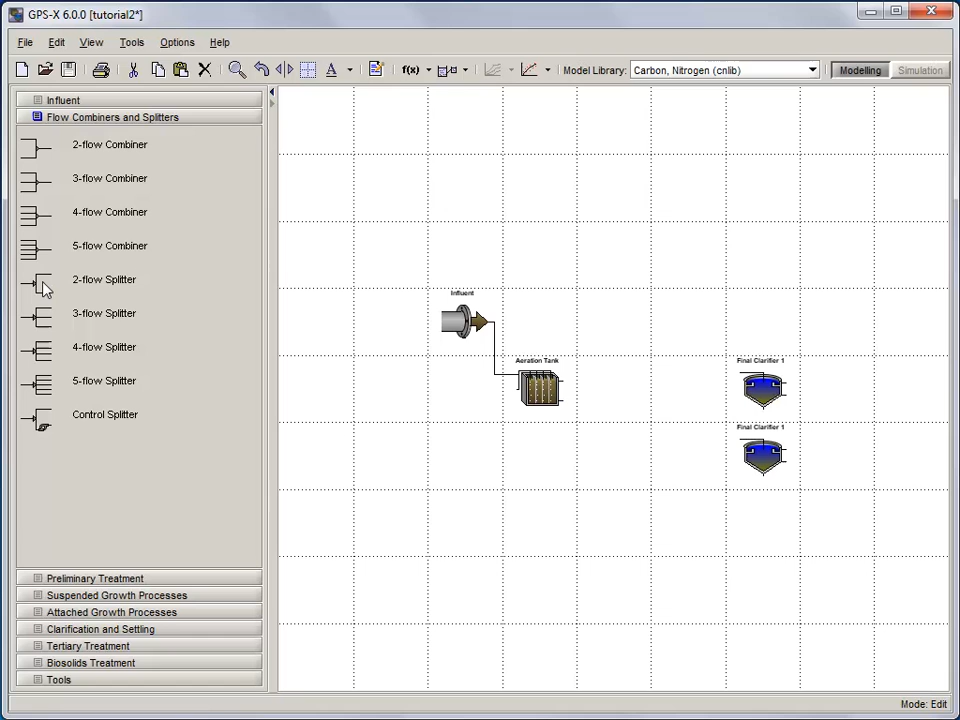 GPS-X 6.0.0 [tutorial2*]
File Edit View Tools Options Help
A f(x) Model Library: Carbon, Nitrogen (cnlib) Modelling Simulation
Influent
Flow Combiners and Splitters
2-flow Combiner
3-flow Combiner
4-flow Combiner
5-flow Combiner
2-flow Splitter
3-flow Splitter
4-flow Splitter
5-flow Splitter
Control Splitter
Preliminary Treatment
Suspended Growth Processes
Attached Growth Processes
Clarification and Settling
Tertiary Treatment
Biosolids Treatment
Tools
Influent
Aeration Tank
Final Clarifier 1
Final Clarifier 1
Mode: Edit